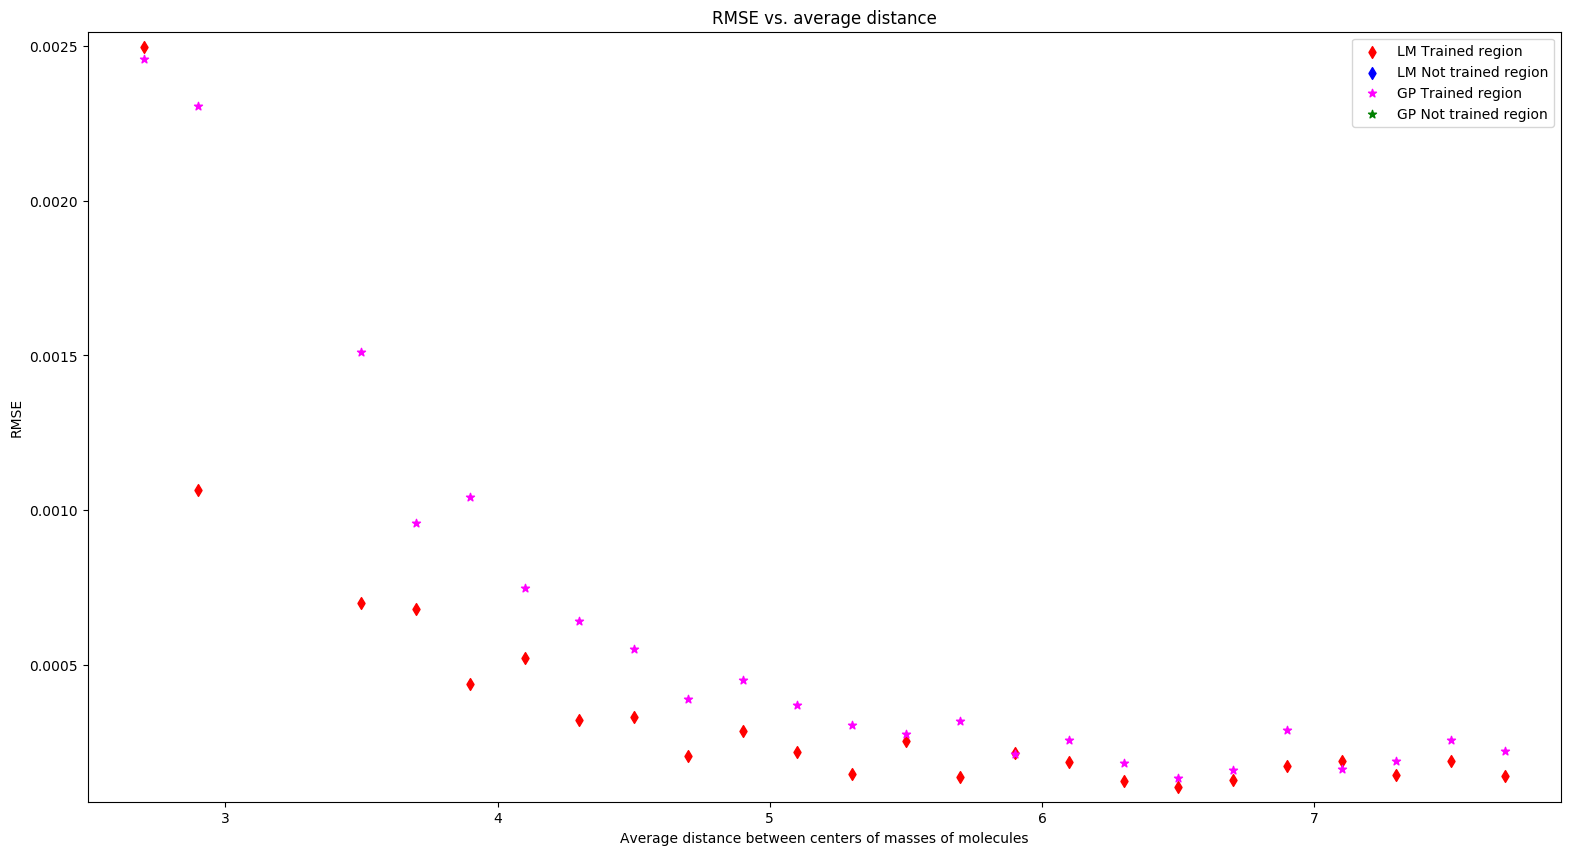 RMSE vs. average distance
LM Trained region
LM Not trained region
GP Trained region
GP Not trained region
0.0025
0.0020
0.0015
0.0010
0.0005
RMSE
3 4 5 6 7
Average distance between centers of masses of molecules